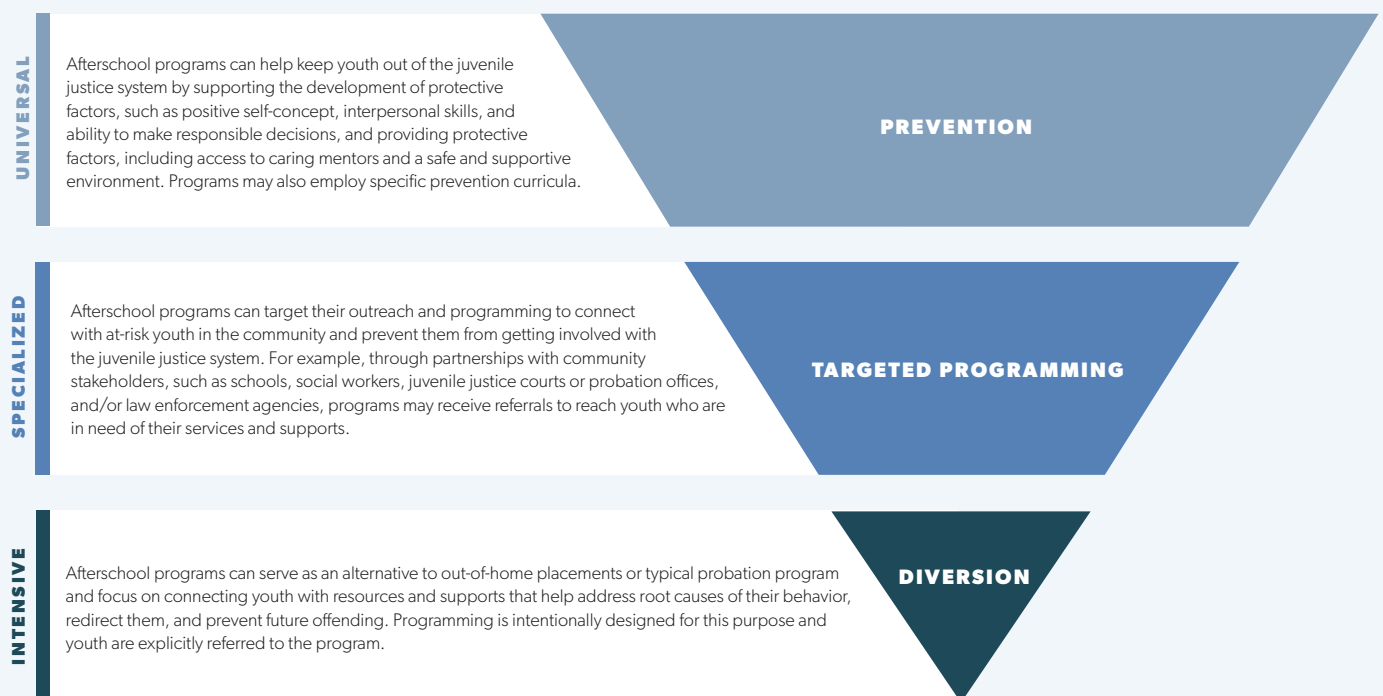 UNIVERSAL
Afterschool programs can help keep youth out of the juvenile
justice system by supporting the development of protective
factors, such as positive self-concept, interpersonal skills, and
ability to make responsible decisions, and providing protective
factors, including access to caring mentors and a safe and supportive
environment. Programs may also employ specific prevention curricula.
PREVENTION
SPECIALIZED
Afterschool programs can target their outreach and programming to connect
with at-risk youth in the community and prevent them from getting involved with
the juvenile justice system. For example, through partnerships with community
stakeholders, such as schools, social workers, juvenile justice courts or probation offices,
and/or law enforcement agencies, programs may receive referrals to reach youth who are
in need of their services and supports.
TARGETED PROGRAMMING
INTENSIVE
Afterschool programs can serve as an alternative to out-of-home placements or typical probation program
and focus on connecting youth with resources and supports that help address root causes of their behavior,
redirect them, and prevent future offending. Programming is intentionally designed for this purpose and
youth are explicitly referred to the program.
DIVERSION